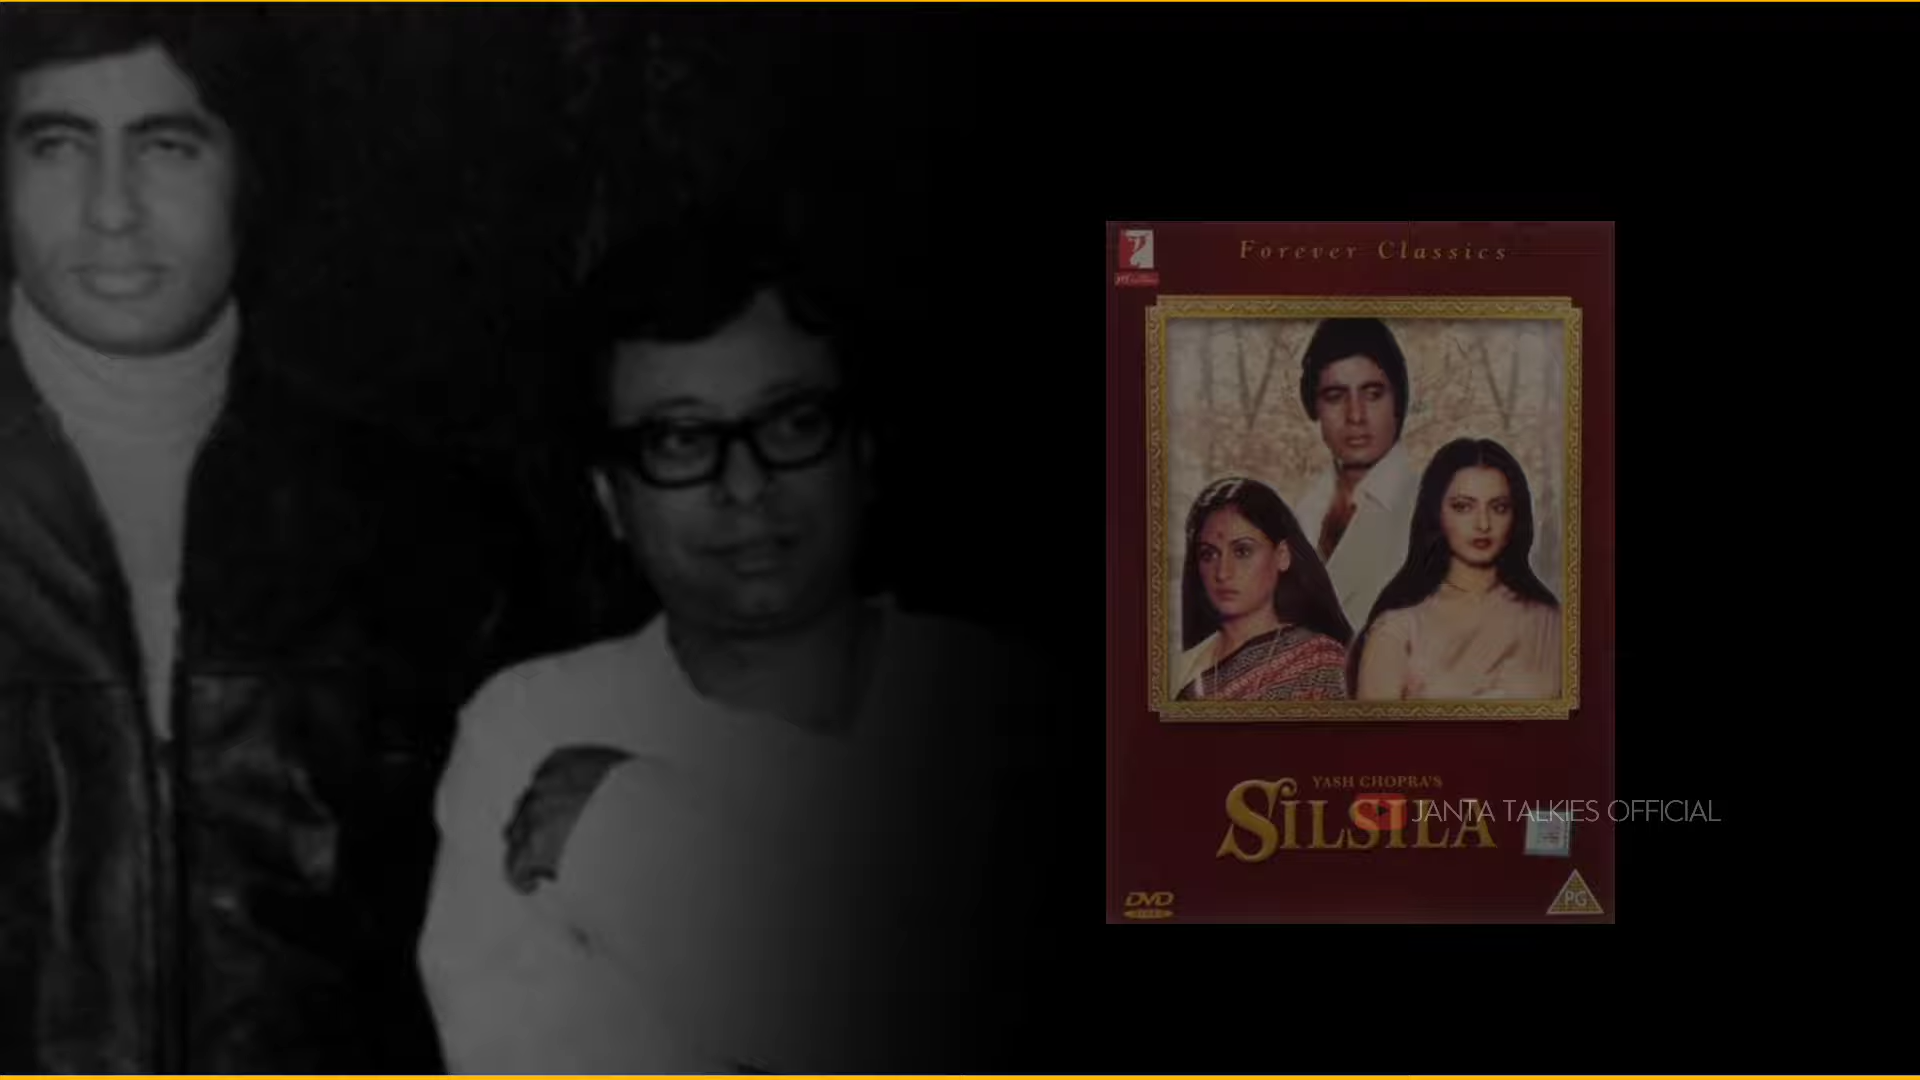 Forever Classics
YASH CHOPRA'S
SILSILA
JANTA TALKIES OFFICIAL
DVD
PG